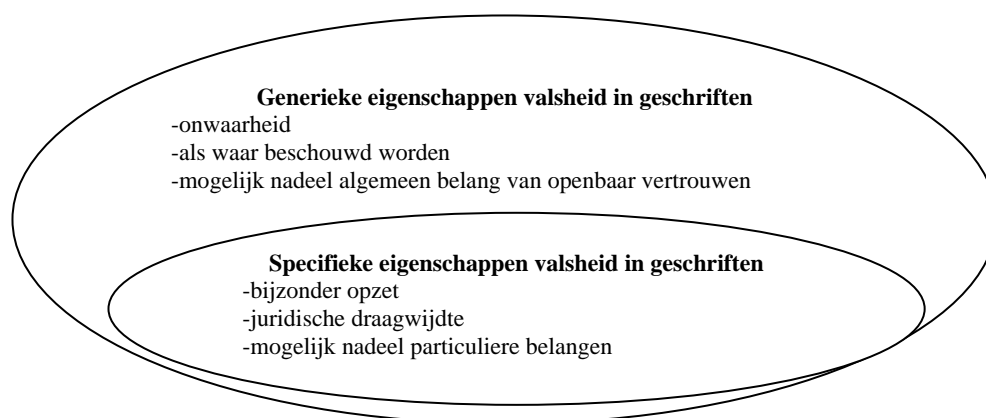 Generieke eigenschappen valsheid in geschriften
-onwaarheid
-als waar beschouwd worden
-mogelijk nadeel algemeen belang van openbaar vertrouwen
Specifieke eigenschappen valsheid in geschriften
-bijzonder opzet
-juridische draagwijdte
-mogelijk nadeel particuliere belangen